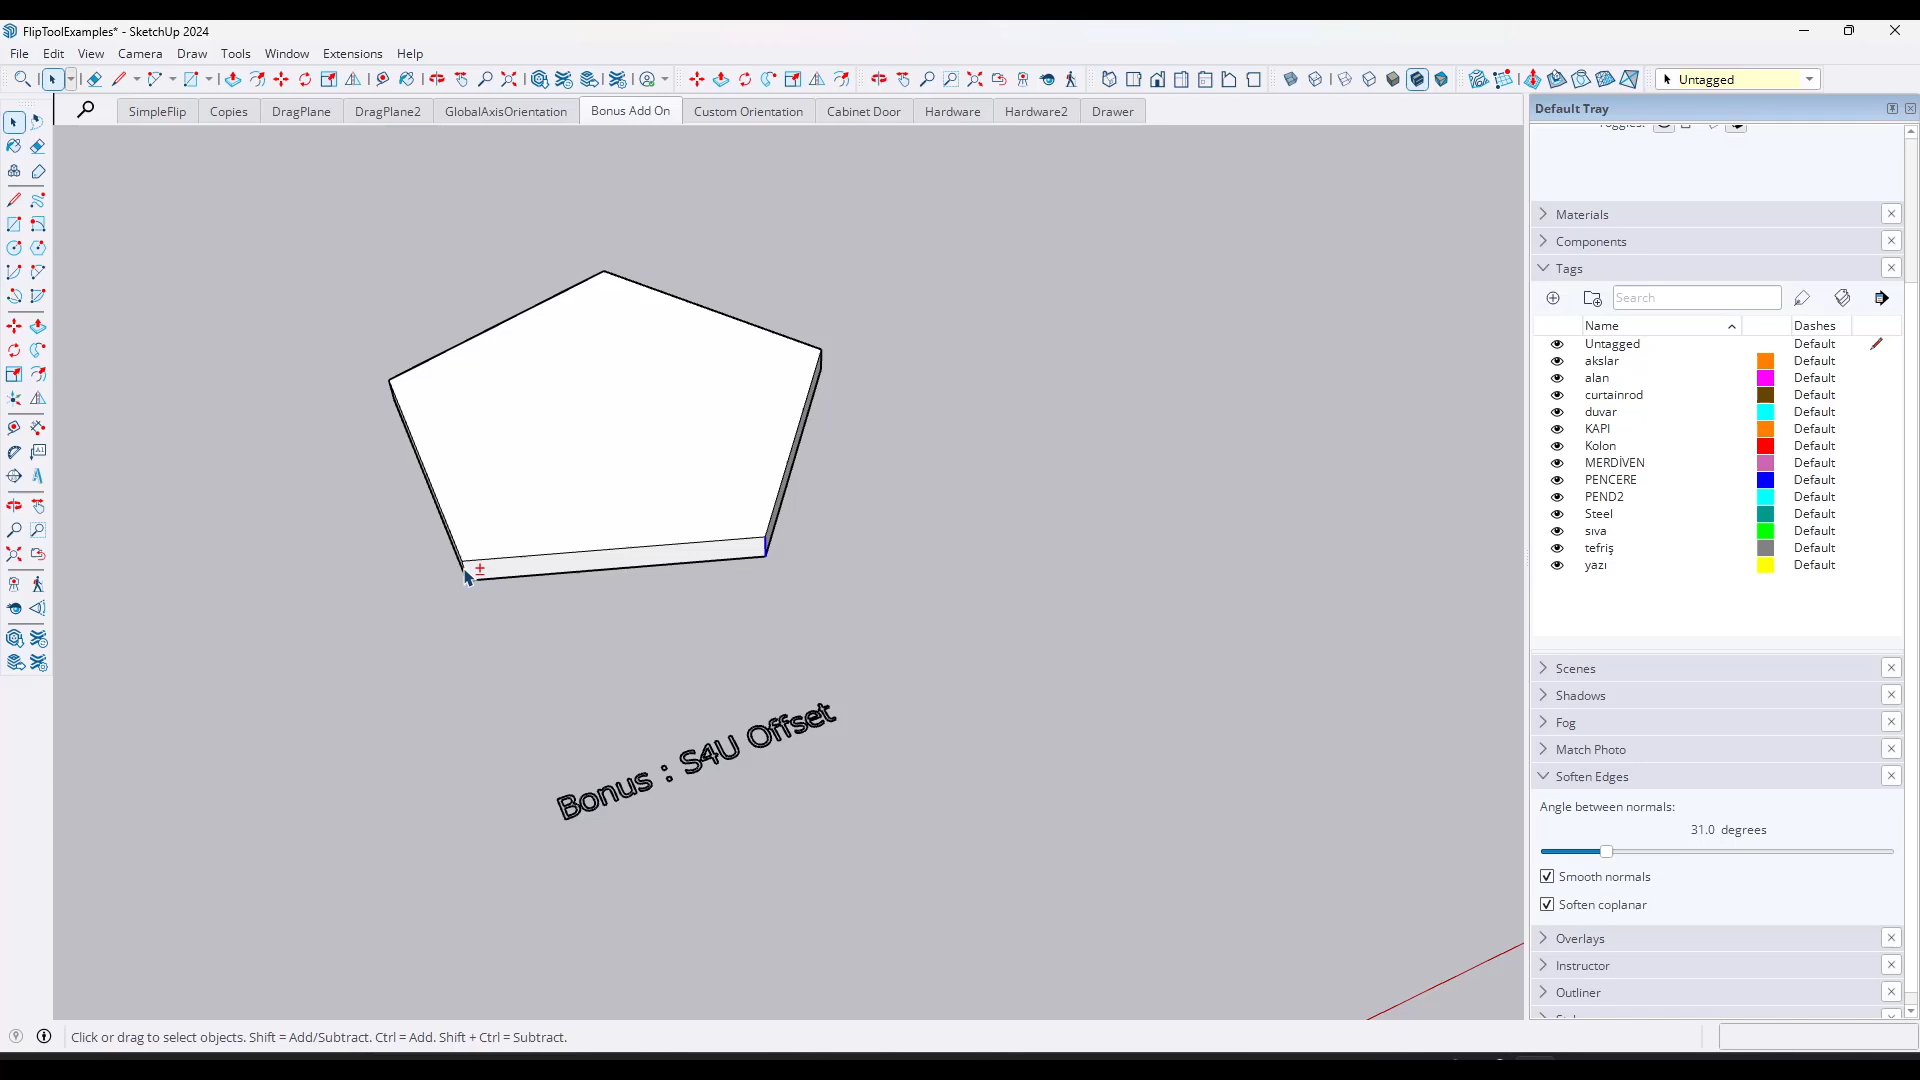 FlipToolExamples* - SketchUp 2024
File Edit View Camera Draw Tools Window Extensions Help
Untagged
SimpleFlip Copies DragPlane DragPlane2 GlobalAxisOrientation Bonus Add On Custom Orientation Cabinet Door Hardware Hardware2 Drawer
Default Tray
Materials
Components
Tags
Search
Name Dashes
Untagged Default
akslar Default
alan Default
curtainrod Default
duvar Default
KAPI Default
Kolon Default
MERDİVEN Default
PENCERE Default
PEND2 Default
Steel Default
sıva Default
tefriş Default
yazı Default
Scenes
Shadows
Fog
Match Photo
Soften Edges
Angle between normals:
31.0 degrees
Smooth normals
Soften coplanar
Overlays
Instructor
Outliner
Bonus : S4U Offset
Click or drag to select objects. Shift = Add/Subtract. Ctrl = Add. Shift + Ctrl = Subtract.